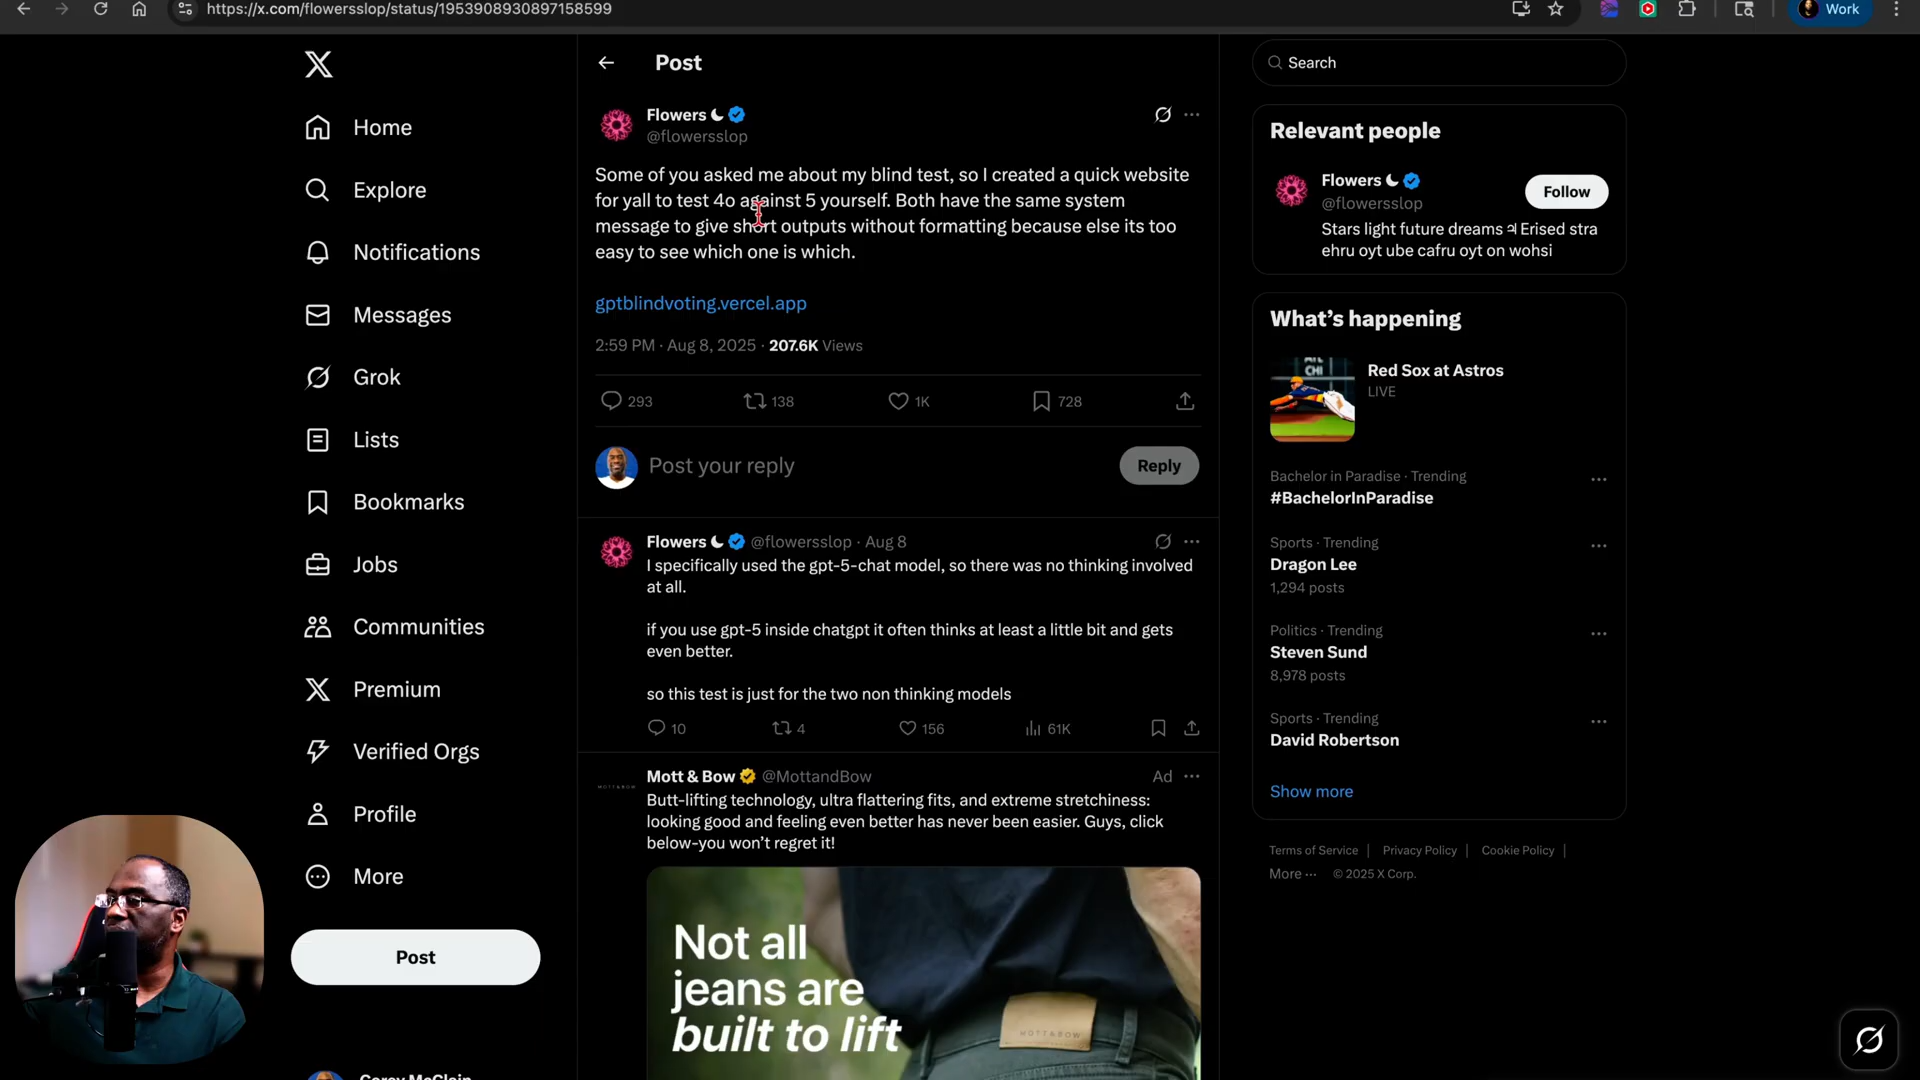 https://x.com/flowersslop/status/1953908930897158599
Work
Home
Explore
Notifications
Messages
Grok
Lists
Bookmarks
Jobs
Communities
Premium
Verified Orgs
Profile
More
Post
Post
Flowers
@flowersslop
Some of you asked me about my blind test, so I created a quick website
for yall to test 4o against 5 yourself. Both have the same system
message to give short outputs without formatting because else its too
easy to see which one is which.
gptblindvoting.vercel.app
2:59 PM · Aug 8, 2025 · 207.6K Views
293 138 1K 728
Post your reply
Reply
Flowers @flowersslop · Aug 8
I specifically used the gpt-5-chat model, so there was no thinking involved
at all.
if you use gpt-5 inside chatgpt it often thinks at least a little bit and gets
even better.
so this test is just for the two non thinking models
10 4 156 61K
Mott & Bow @MottandBow Ad
Butt-lifting technology, ultra flattering fits, and extreme stretchiness:
looking good and feeling even better has never been easier. Guys, click
below-you won’t regret it!
Not all
jeans are
built to lift
MOTT&BOW
Search
Relevant people
Flowers
Follow
@flowersslop
Stars light future dreams ♃ Erised stra
ehru oyt ube cafru oyt on wohsi
What’s happening
Red Sox at Astros
LIVE
Bachelor in Paradise · Trending
#BachelorInParadise
Sports · Trending
Dragon Lee
1,294 posts
Politics · Trending
Steven Sund
8,978 posts
Sports · Trending
David Robertson
Show more
Terms of Service | Privacy Policy | Cookie Policy |
More ··· © 2025 X Corp.